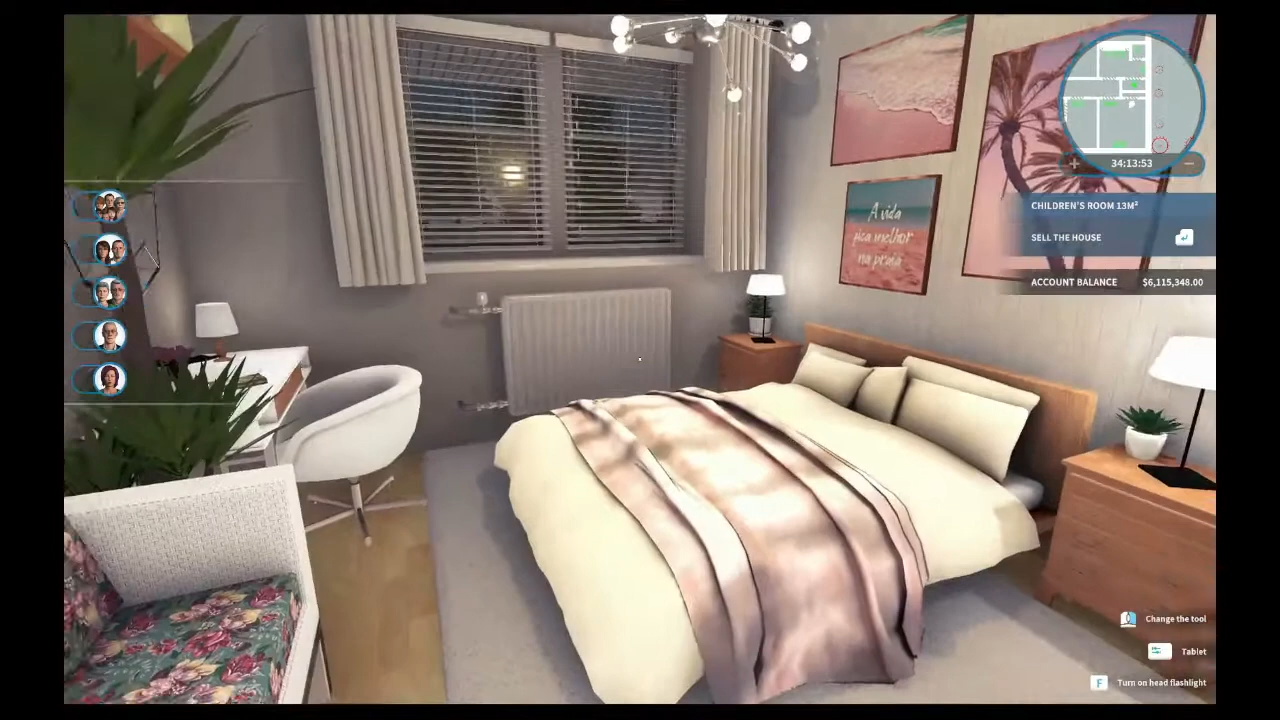 A vida
fica melhor
na praia
34:13:53
CHILDREN'S ROOM 13M²
SELL THE HOUSE
ACCOUNT BALANCE $6,115,348.00
Change the tool
Tablet
F Turn on head flashlight